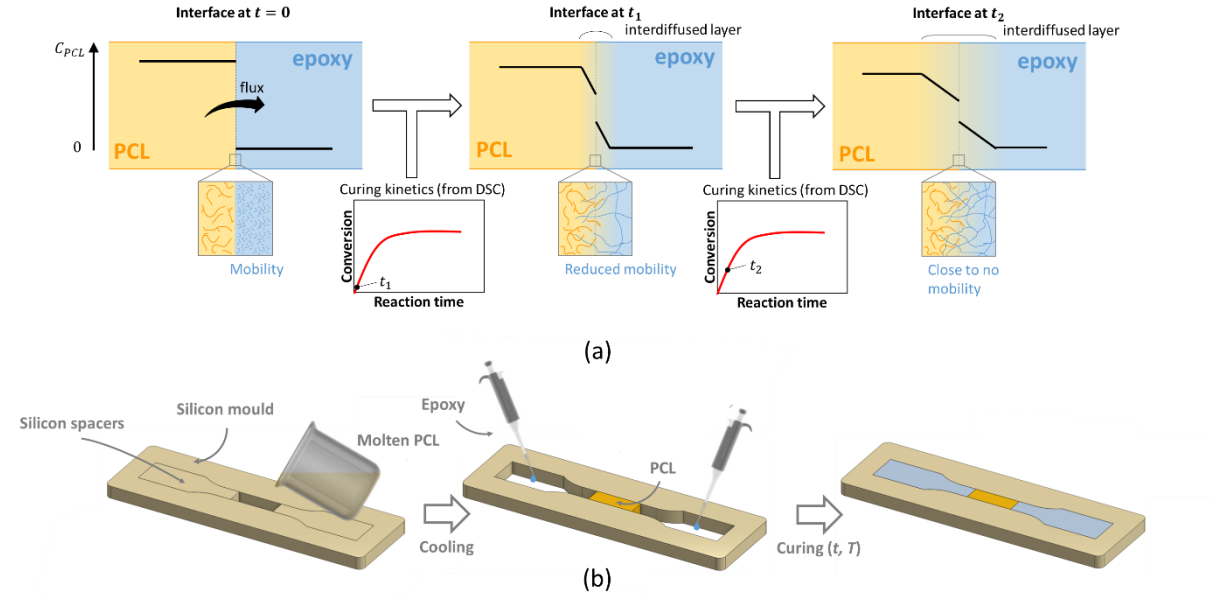 Interface at t = 0
Interface at t₁
Interface at t₂
interdiffused layer
interdiffused layer
C_PCL
epoxy
epoxy
epoxy
flux
0
PCL
PCL
PCL
Curing kinetics (from DSC)
Curing kinetics (from DSC)
Mobility
Reduced mobility
Close to no
mobility
Conversion
t₁
Reaction time
Conversion
t₂
Reaction time
(a)
Silicon spacers
Silicon mould
Molten PCL
Epoxy
PCL
Cooling
Curing (t, T)
(b)